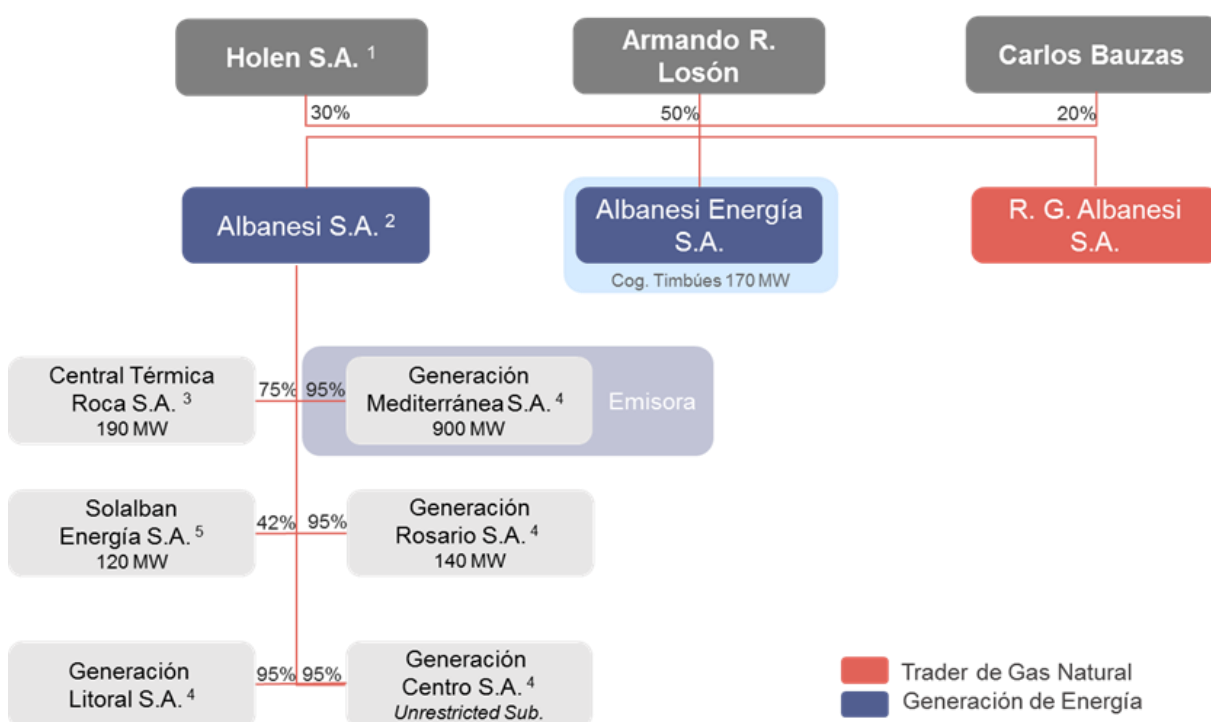 Holen S.A. 1
Armando R.
Losón
Carlos Bauzas
30%
50%
20%
Albanesi S.A. 2
Albanesi Energía
S.A.
R. G. Albanesi
S.A.
Cog. Timbúes 170 MW
Central Térmica
Roca S.A. 3
190 MW
75%
95%
Generación
Mediterránea S.A. 4
900 MW
Emisora
Solalban
Energía S.A. 5
120 MW
42%
95%
Generación
Rosario S.A. 4
140 MW
Generación
Litoral S.A. 4
95%
95%
Generación
Centro S.A. 4
Unrestricted Sub.
Trader de Gas Natural
Generación de Energía